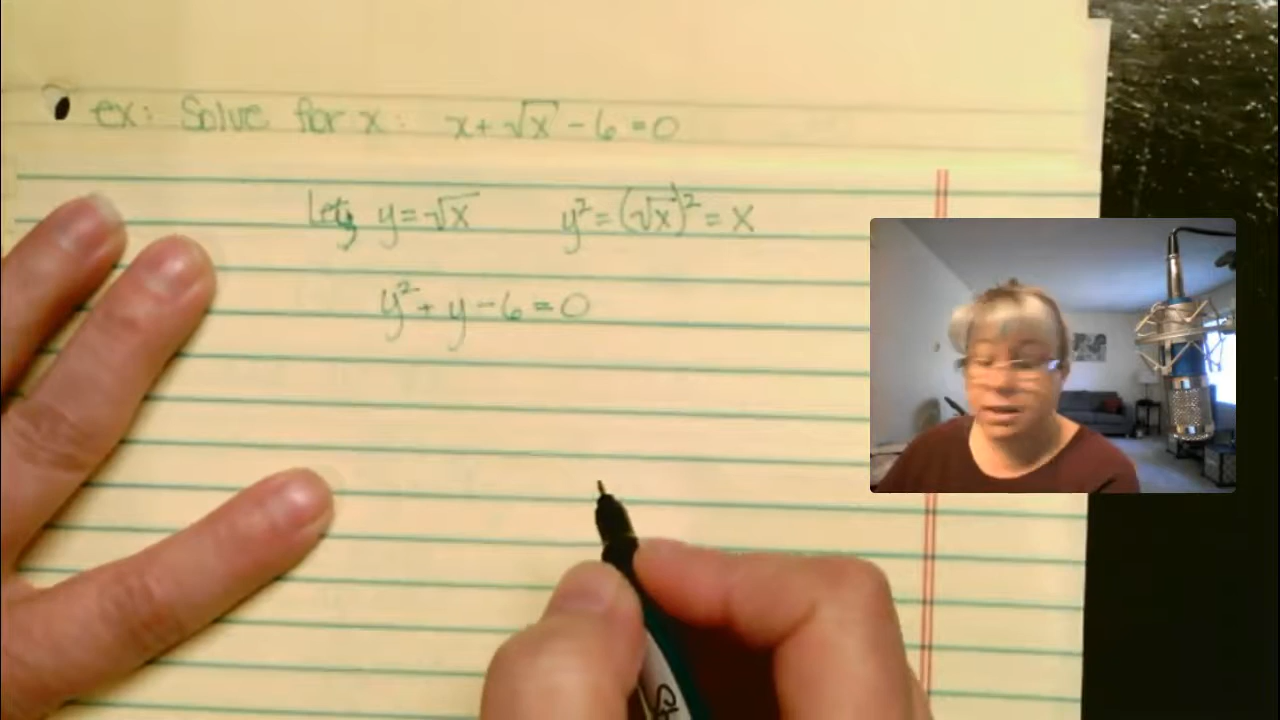 ex: Solve for x: x + √x - 6 = 0
Let y = √x y² = (√x)² = x
y² + y - 6 = 0